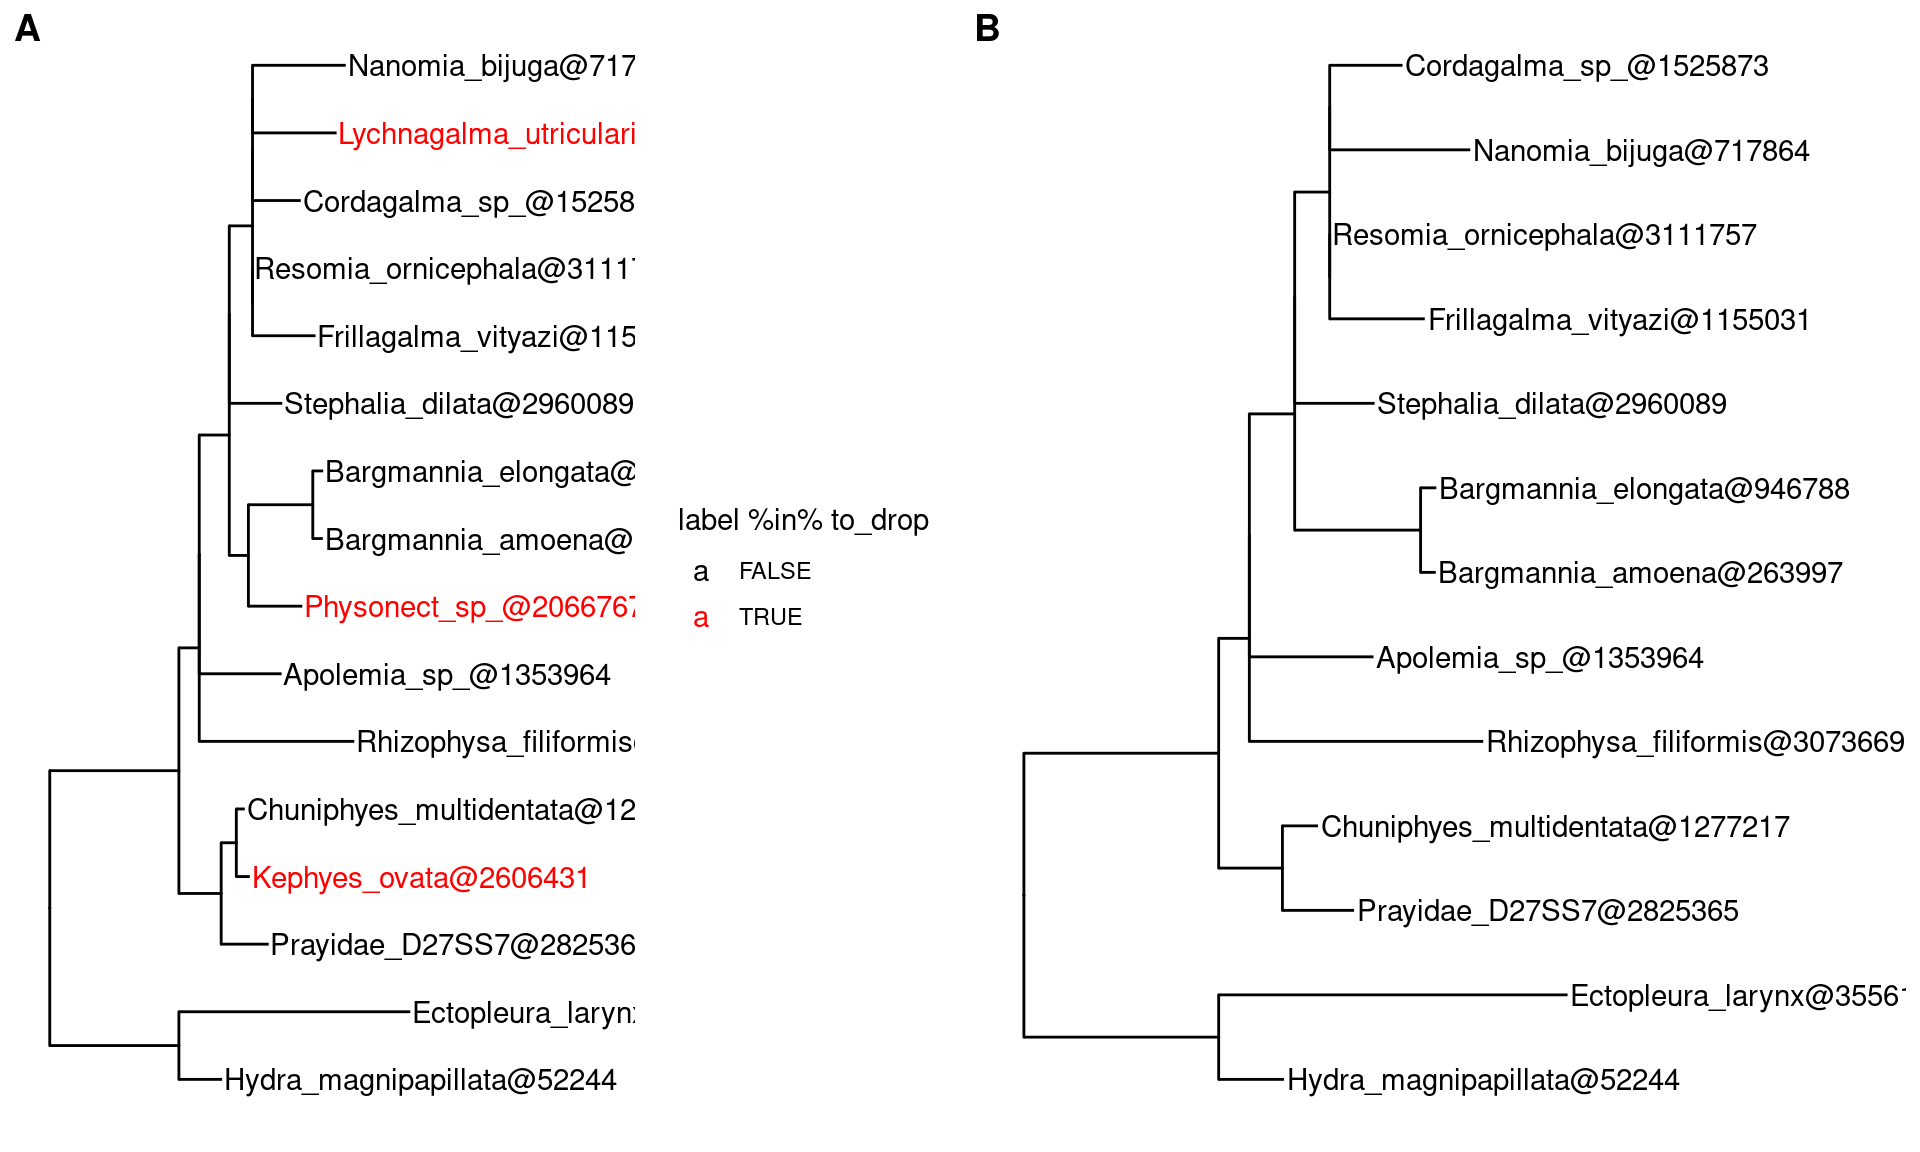 A
Nanomia_bijuga@717
Lychnagalma_utriculari
Cordagalma_sp_@15258
Resomia_ornicephala@3111
Frillagalma_vityazi@115
Stephalia_dilata@2960089
Bargmannia_elongata@
Bargmannia_amoena@
Physonect_sp_@2066767
Apolemia_sp_@1353964
Rhizophysa_filiformis
Chuniphyes_multidentata@12
Kephyes_ovata@2606431
Prayidae_D27SS7@282536
Ectopleura_laryn
Hydra_magnipapillata@52244
label %in% to_drop
a FALSE
a TRUE
B
Cordagalma_sp_@1525873
Nanomia_bijuga@717864
Resomia_ornicephala@3111757
Frillagalma_vityazi@1155031
Stephalia_dilata@2960089
Bargmannia_elongata@946788
Bargmannia_amoena@263997
Apolemia_sp_@1353964
Rhizophysa_filiformis@3073669
Chuniphyes_multidentata@1277217
Prayidae_D27SS7@2825365
Ectopleura_larynx@3556
Hydra_magnipapillata@52244